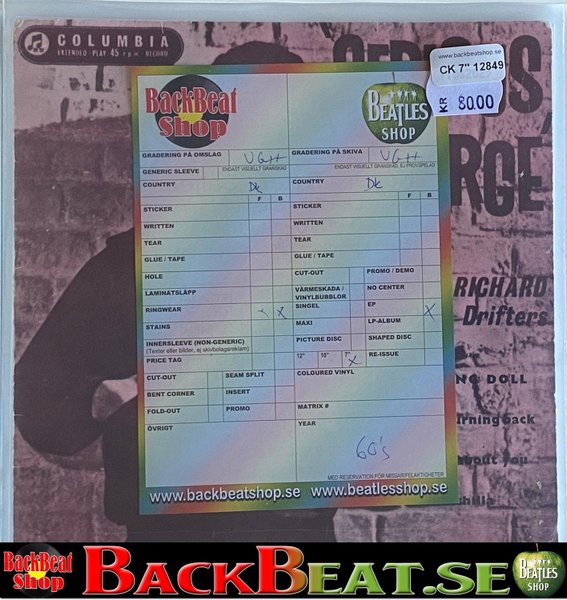 COLUMBIA
EXTENDED · PLAY 45 r p m RECORD
www.backbeatshop.se
CK 7" 12849
KR 80.00
BackBeat Shop
BEATLES SHOP
GRADERING PÅ OMSLAG VG++
GRADERING PÅ SKIVA VG++
ENDAST VISUELLT GRANSKAD
ENDAST VISUELLT GRANSKAD, EJ PROVSPELAD
GENERIC SLEEVE
COUNTRY DK
COUNTRY DK
F B
F B
STICKER
STICKER
WRITTEN
WRITTEN
TEAR
TEAR
GLUE / TAPE
GLUE / TAPE
HOLE
CUT-OUT
PROMO / DEMO
LAMINATSLÄPP
VÄRMESKADA / VINYLBUBBLOR
NO CENTER
RINGWEAR X
SINGEL
EP X
STAINS
MAXI
LP-ALBUM
INNERSLEEVE (NON-GENERIC)
(Texter eller bilder, ej skivbolagsreklam)
PICTURE DISC
SHAPED DISC
PRICE TAG
12" 10" 7" X
RE-ISSUE
CUT-OUT
SEAM SPLIT
COLOURED VINYL
BENT CORNER
INSERT
FOLD-OUT
PROMO
MATRIX #
ÖVRIGT
YEAR
60's
MED RESERVATION FÖR MISSAR/FELAKTIGHETER
www.backbeatshop.se www.beatlesshop.se
RICHARD
Drifters
DOLL
back
you
BackBeat Shop
BACKBEAT.SE
BEATLES SHOP